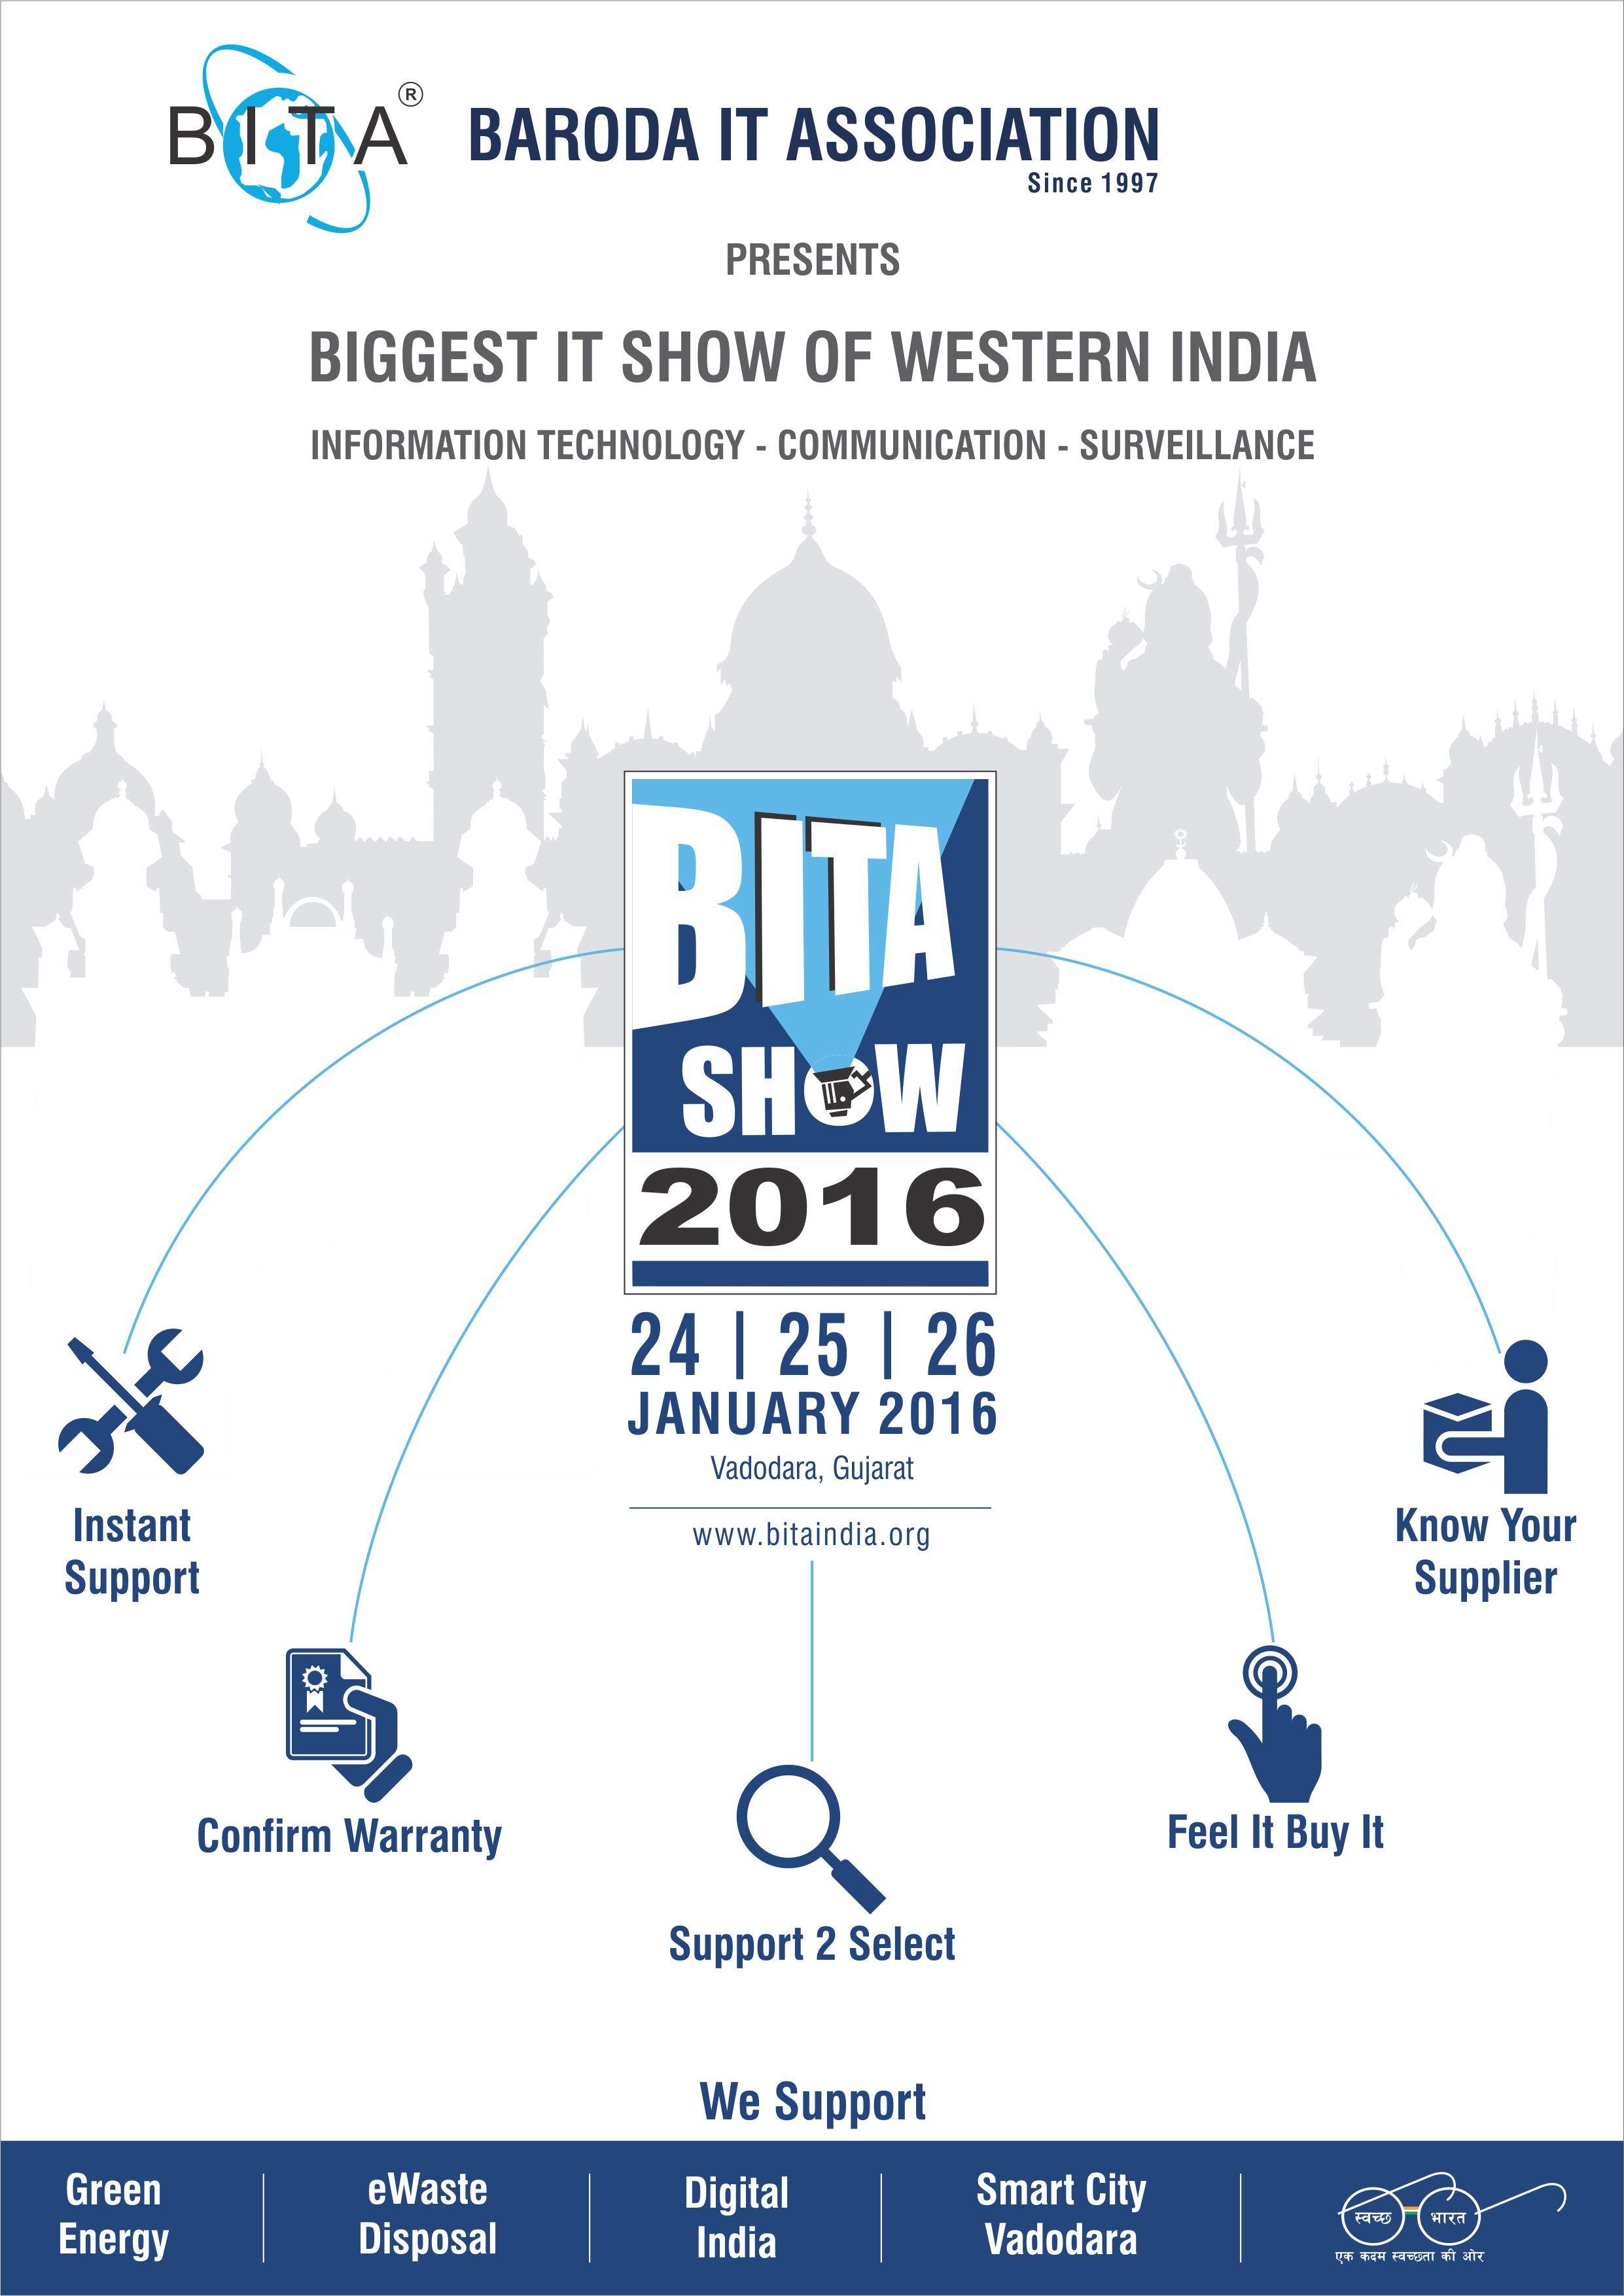 BITA®
BARODA IT ASSOCIATION
Since 1997
PRESENTS
BIGGEST IT SHOW OF WESTERN INDIA
INFORMATION TECHNOLOGY - COMMUNICATION - SURVEILLANCE
BITA
SHOW
2016
24 | 25 | 26
JANUARY 2016
Vadodara, Gujarat
www.bitaindia.org
Instant
Support
Know Your
Supplier
Confirm Warranty
Feel It Buy It
Support 2 Select
We Support
Green
Energy
eWaste
Disposal
Digital
India
Smart City
Vadodara
स्वच्छ भारत
एक कदम स्वच्छता की ओर